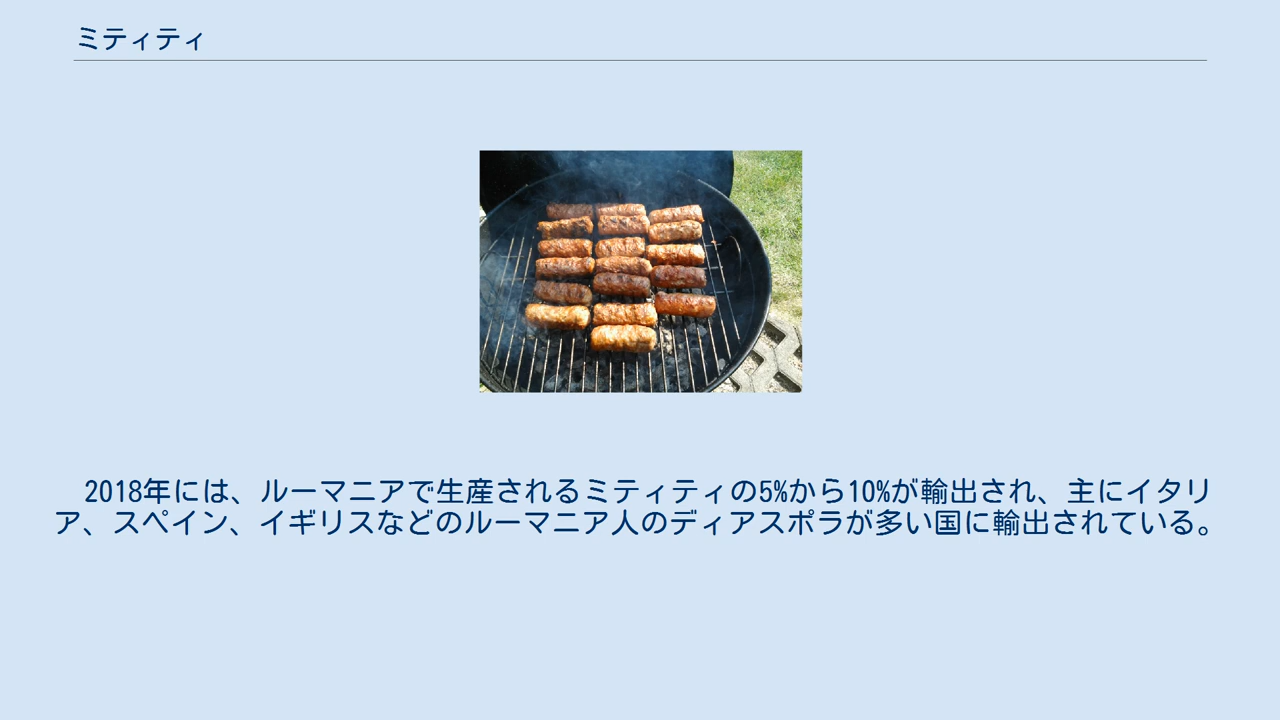 ミティティ
2018年には、ルーマニアで生産されるミティティの5%から10%が輸出され、主にイタリ
ア、スペイン、イギリスなどのルーマニア人のディアスポラが多い国に輸出されている。